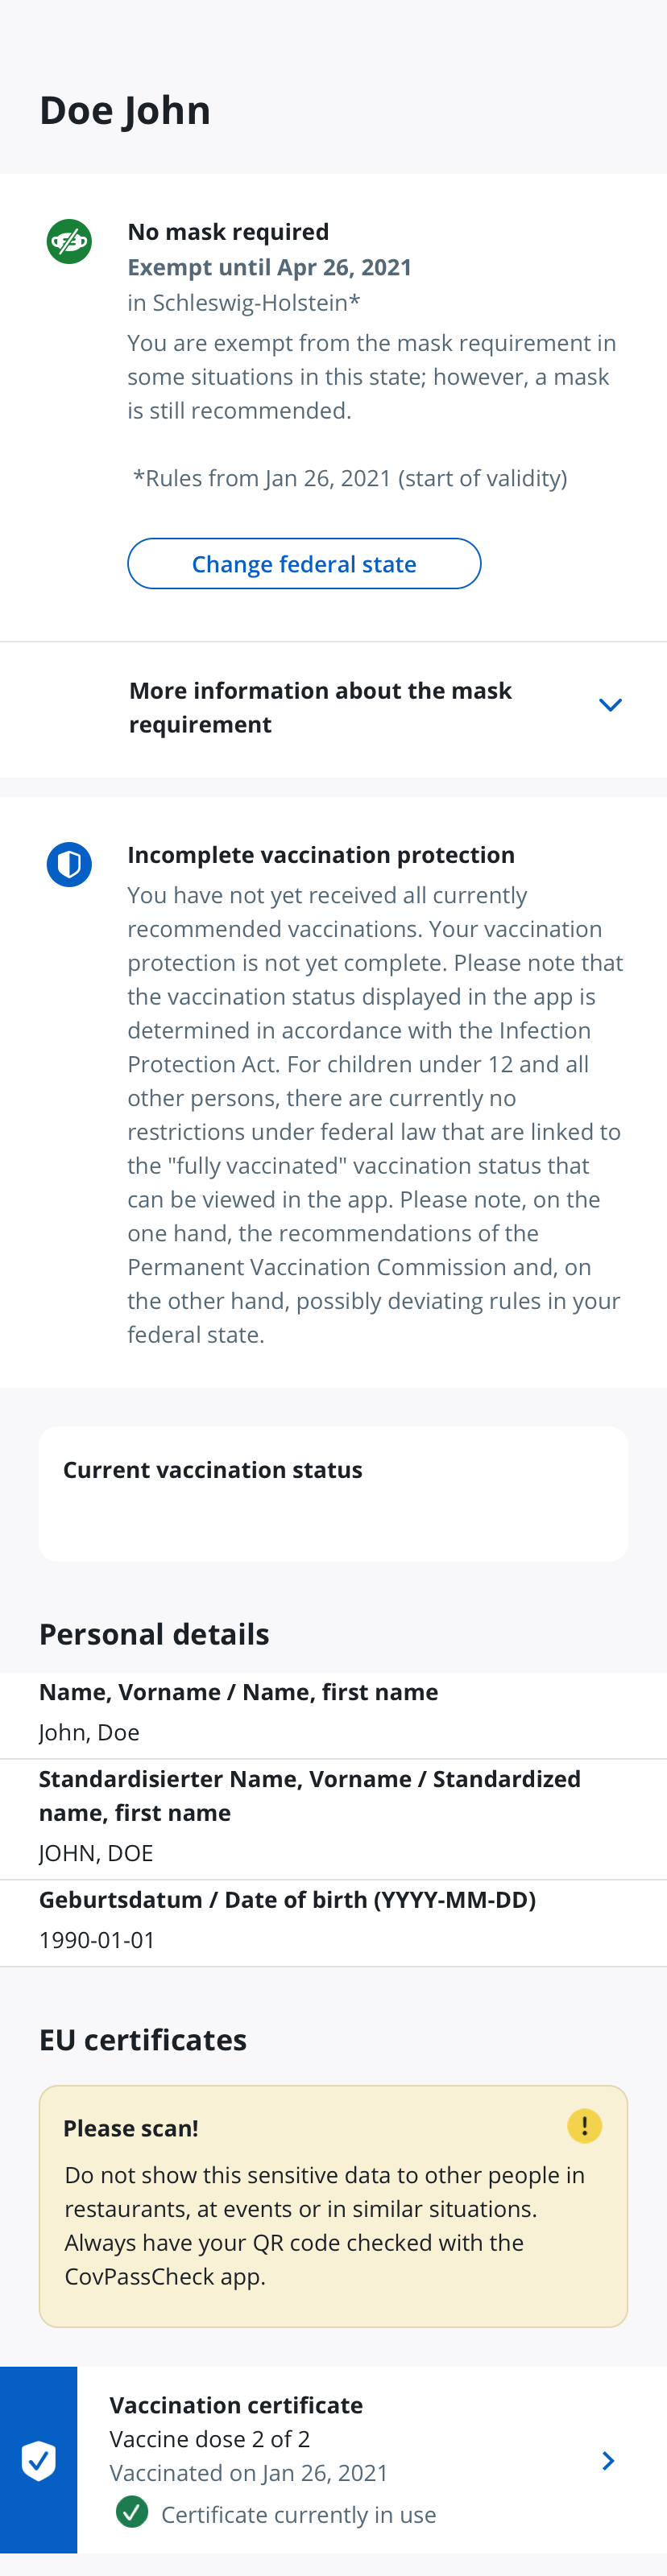 Doe John
No mask required
Exempt until Apr 26, 2021
in Schleswig-Holstein*
You are exempt from the mask requirement in
some situations in this state; however, a mask
is still recommended.
*Rules from Jan 26, 2021 (start of validity)
Change federal state
More information about the mask
requirement
Incomplete vaccination protection
You have not yet received all currently
recommended vaccinations. Your vaccination
protection is not yet complete. Please note that
the vaccination status displayed in the app is
determined in accordance with the Infection
Protection Act. For children under 12 and all
other persons, there are currently no
restrictions under federal law that are linked to
the "fully vaccinated" vaccination status that
can be viewed in the app. Please note, on the
one hand, the recommendations of the
Permanent Vaccination Commission and, on
the other hand, possibly deviating rules in your
federal state.
Current vaccination status
Personal details
Name, Vorname / Name, first name
John, Doe
Standardisierter Name, Vorname / Standardized
name, first name
JOHN, DOE
Geburtsdatum / Date of birth (YYYY-MM-DD)
1990-01-01
EU certificates
Please scan!
Do not show this sensitive data to other people in
restaurants, at events or in similar situations.
Always have your QR code checked with the
CovPassCheck app.
Vaccination certificate
Vaccine dose 2 of 2
Vaccinated on Jan 26, 2021
Certificate currently in use